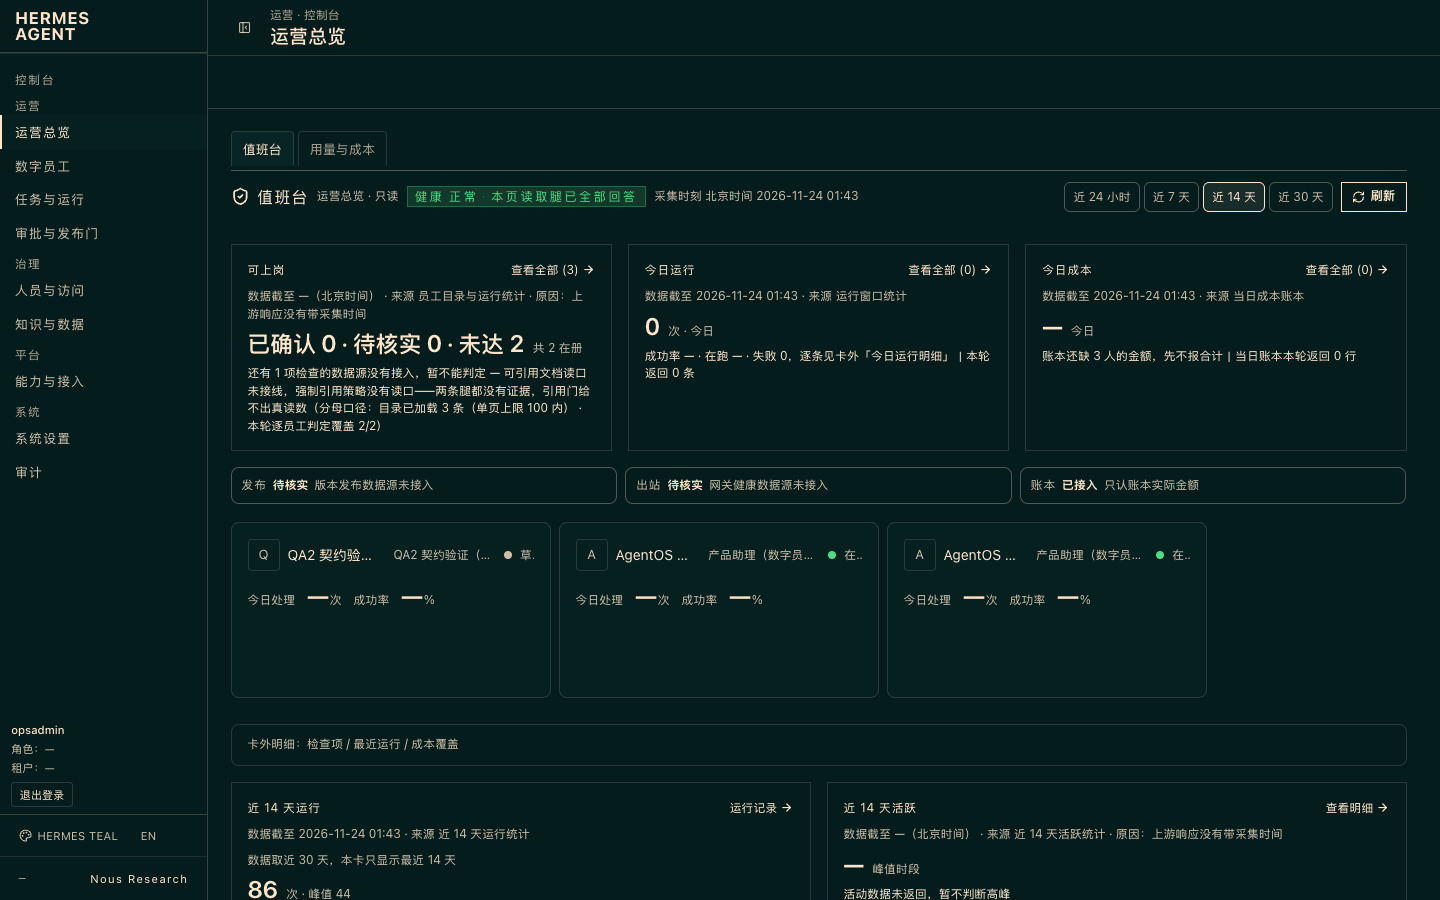 HERMES
AGENT
控制台
运营
运营总览
数字员工
任务与运行
审批与发布门
治理
人员与访问
知识与数据
平台
能力与接入
系统
系统设置
审计
opsadmin
角色：—
租户：—
退出登录
HERMES TEAL EN
— Nous Research
运营 · 控制台
运营总览
值班台 用量与成本
值班台 运营总览 · 只读 健康 正常 · 本页读取腿已全部回答 采集时刻 北京时间 2026-11-24 01:43
近 24 小时 近 7 天 近 14 天 近 30 天 刷新
可上岗 查看全部 (3) →
数据截至 —（北京时间） · 来源 员工目录与运行统计 · 原因：上
游响应没有带采集时间
已确认 0 · 待核实 0 · 未达 2 共 2 在册
还有 1 项检查的数据源没有接入，暂不能判定 — 可引用文档读口
未接线，强制引用策略没有读口——两条腿都没有证据，引用门给
不出真读数（分母口径：目录已加载 3 条（单页上限 100 内） ·
本轮逐员工判定覆盖 2/2）
今日运行 查看全部 (0) →
数据截至 2026-11-24 01:43 · 来源 运行窗口统计
0 次 · 今日
成功率 — · 在跑 — · 失败 0，逐条见卡外「今日运行明细」 | 本轮
返回 0 条
今日成本 查看全部 (0) →
数据截至 2026-11-24 01:43 · 来源 当日成本账本
— 今日
账本还缺 3 人的金额，先不报合计 | 当日账本本轮返回 0 行
发布 待核实 版本发布数据源未接入
出站 待核实 网关健康数据源未接入
账本 已接入 只认账本实际金额
Q QA2 契约验... QA2 契约验证（... 草..
今日处理 —次 成功率 —%
A AgentOS ... 产品助理（数字员... 在..
今日处理 —次 成功率 —%
A AgentOS ... 产品助理（数字员... 在..
今日处理 —次 成功率 —%
卡外明细：检查项 / 最近运行 / 成本覆盖
近 14 天运行 运行记录 →
数据截至 2026-11-24 01:43 · 来源 近 14 天运行统计
数据取近 30 天，本卡只显示最近 14 天
86 次 · 峰值 44
近 14 天活跃 查看明细 →
数据截至 —（北京时间） · 来源 近 14 天活跃统计 · 原因：上游响应没有带采集时间
— 峰值时段
活动数据未返回，暂不判断高峰